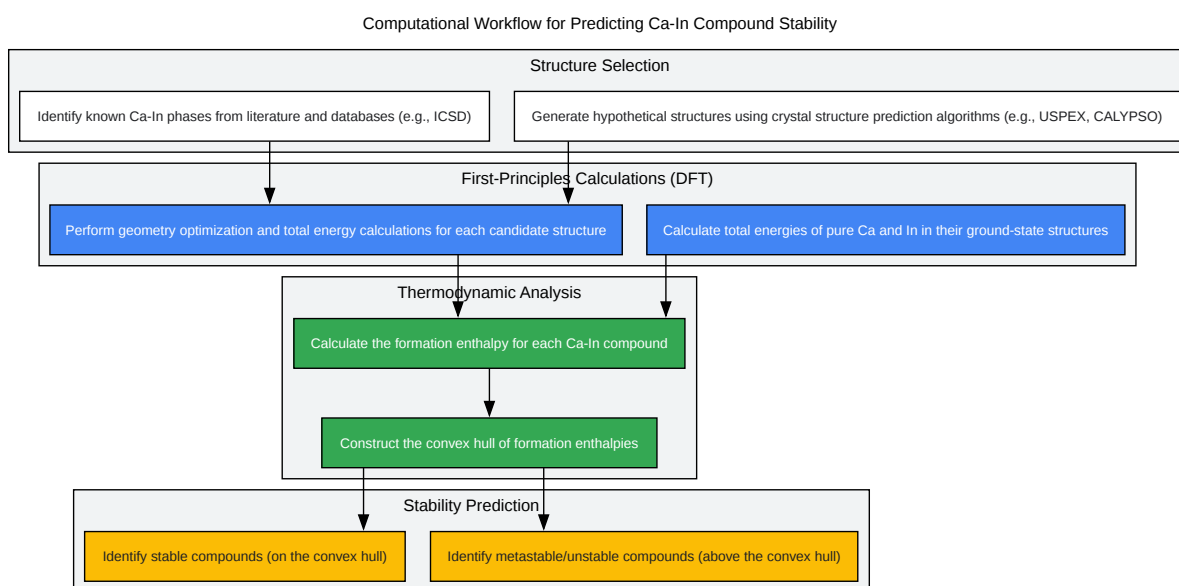 Computational Workflow for Predicting Ca-In Compound Stability
Structure Selection
Identify known Ca-In phases from literature and databases (e.g., ICSD)
Generate hypothetical structures using crystal structure prediction algorithms (e.g., USPEX, CALYPSO)
First-Principles Calculations (DFT)
Perform geometry optimization and total energy calculations for each candidate structure
Calculate total energies of pure Ca and In in their ground-state structures
Thermodynamic Analysis
Calculate the formation enthalpy for each Ca-In compound
Construct the convex hull of formation enthalpies
Stability Prediction
Identify stable compounds (on the convex hull)
Identify metastable/unstable compounds (above the convex hull)